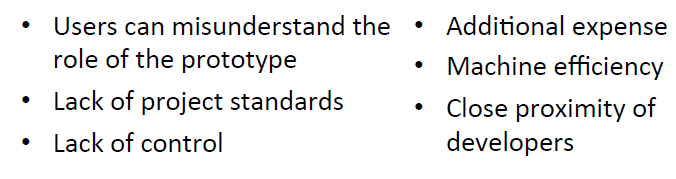 • Users can misunderstand the
role of the prototype
• Lack of project standards
• Lack of control
• Additional expense
• Machine efficiency
• Close proximity of
developers